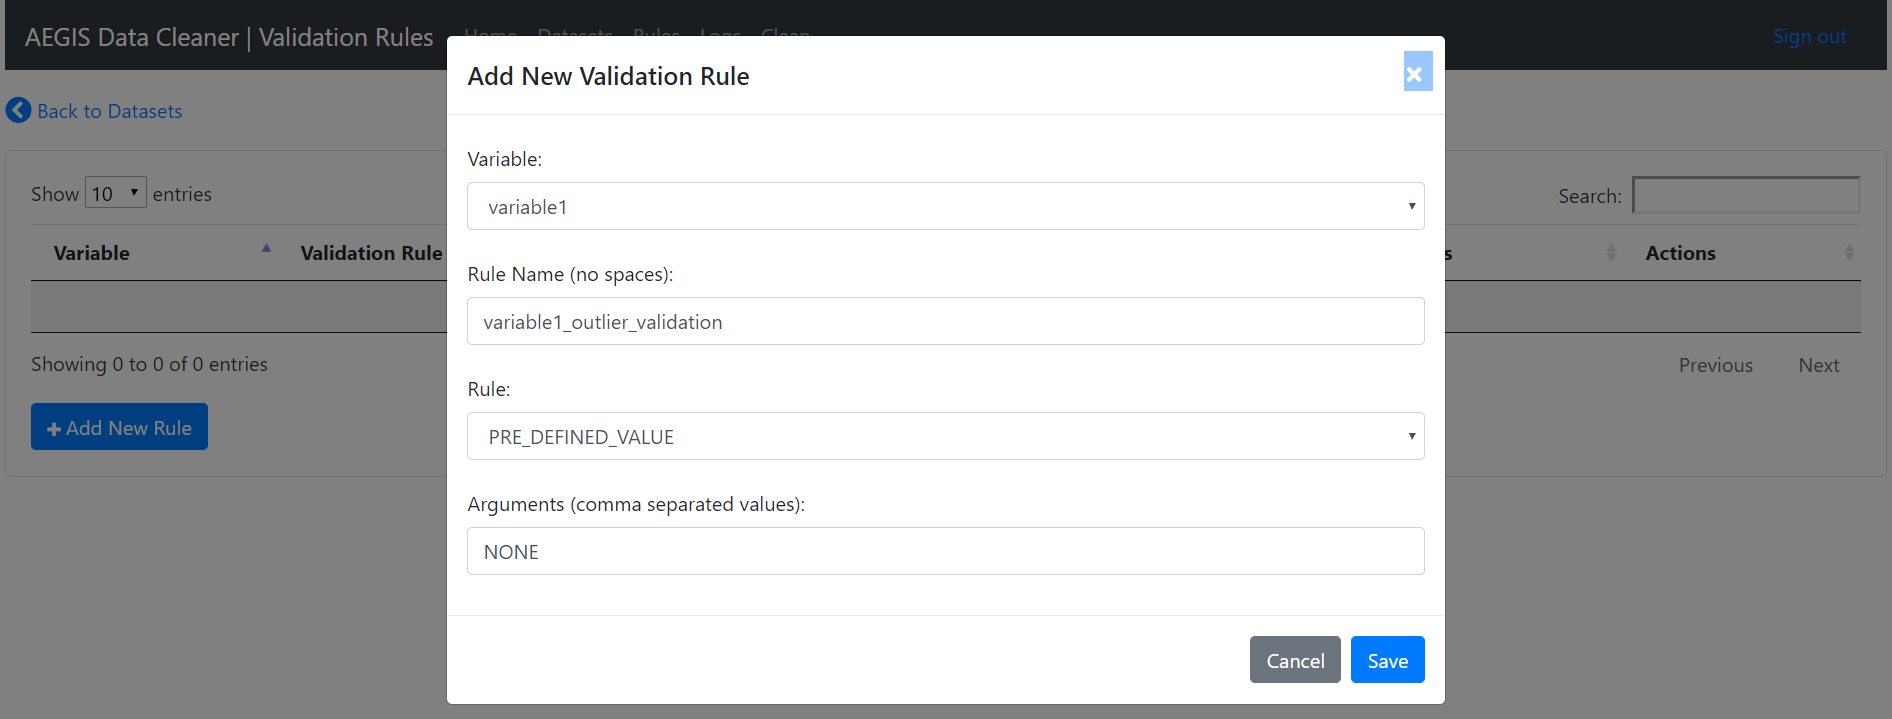 AEGIS Data Cleaner | Validation Rules Home Datasets Rules Logs Clean Sign out
Back to Datasets
Show 10 entries
Search:
Variable Validation Rule
s Actions
Showing 0 to 0 of 0 entries
Previous Next
Add New Rule
Add New Validation Rule
Variable:
variable1
Rule Name (no spaces):
variable1_outlier_validation
Rule:
PRE_DEFINED_VALUE
Arguments (comma separated values):
NONE
Cancel Save